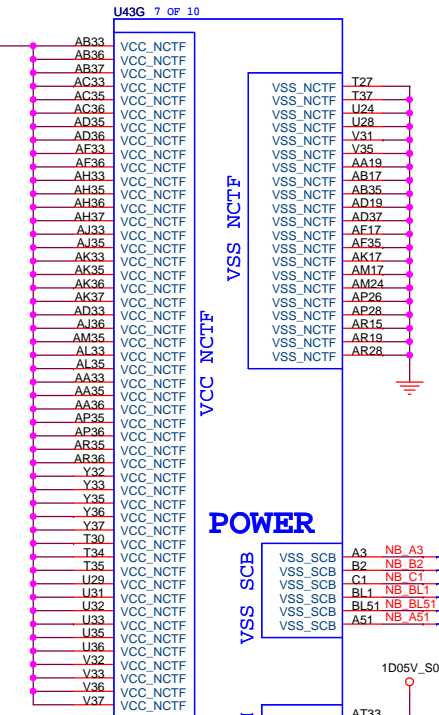 U43G 7 OF 10
AB33 VCC_NCTF
AB36 VCC_NCTF
AB37 VCC_NCTF
AC33 VCC_NCTF
AC35 VCC_NCTF
AC36 VCC_NCTF
AD35 VCC_NCTF
AD36 VCC_NCTF
AF33 VCC_NCTF
AF36 VCC_NCTF
AH33 VCC_NCTF
AH35 VCC_NCTF
AH36 VCC_NCTF
AH37 VCC_NCTF
AJ33 VCC_NCTF
AJ35 VCC_NCTF
AK33 VCC_NCTF
AK35 VCC_NCTF
AK36 VCC_NCTF
AK37 VCC_NCTF
AD33 VCC_NCTF
AJ36 VCC_NCTF
AM35 VCC_NCTF
AL33 VCC_NCTF
AL35 VCC_NCTF
AA33 VCC_NCTF
AA35 VCC_NCTF
AA36 VCC_NCTF
AP35 VCC_NCTF
AP36 VCC_NCTF
AR35 VCC_NCTF
AR36 VCC_NCTF
Y32 VCC_NCTF
Y33 VCC_NCTF
Y35 VCC_NCTF
Y36 VCC_NCTF
Y37 VCC_NCTF
T30 VCC_NCTF
T34 VCC_NCTF
T35 VCC_NCTF
U29 VCC_NCTF
U31 VCC_NCTF
U32 VCC_NCTF
U33 VCC_NCTF
U35 VCC_NCTF
U36 VCC_NCTF
V32 VCC_NCTF
V33 VCC_NCTF
V36 VCC_NCTF
V37 VCC_NCTF
VCC NCTF
VSS NCTF
VSS_NCTF T27
VSS_NCTF T37
VSS_NCTF U24
VSS_NCTF U28
VSS_NCTF V31
VSS_NCTF V35
VSS_NCTF AA19
VSS_NCTF AB17
VSS_NCTF AB35
VSS_NCTF AD19
VSS_NCTF AD37
VSS_NCTF AF17
VSS_NCTF AF35
VSS_NCTF AK17
VSS_NCTF AM17
VSS_NCTF AM24
VSS_NCTF AP26
VSS_NCTF AP28
VSS_NCTF AR15
VSS_NCTF AR19
VSS_NCTF AR28
POWER
VSS SCB
VSS_SCB A3 NB_A3
VSS_SCB B2 NB_B2
VSS_SCB C1 NB_C1
VSS_SCB BL1 NB_BL1
VSS_SCB BL51 NB_BL51
VSS_SCB A51 NB_A51
1D05V_S0
AT33